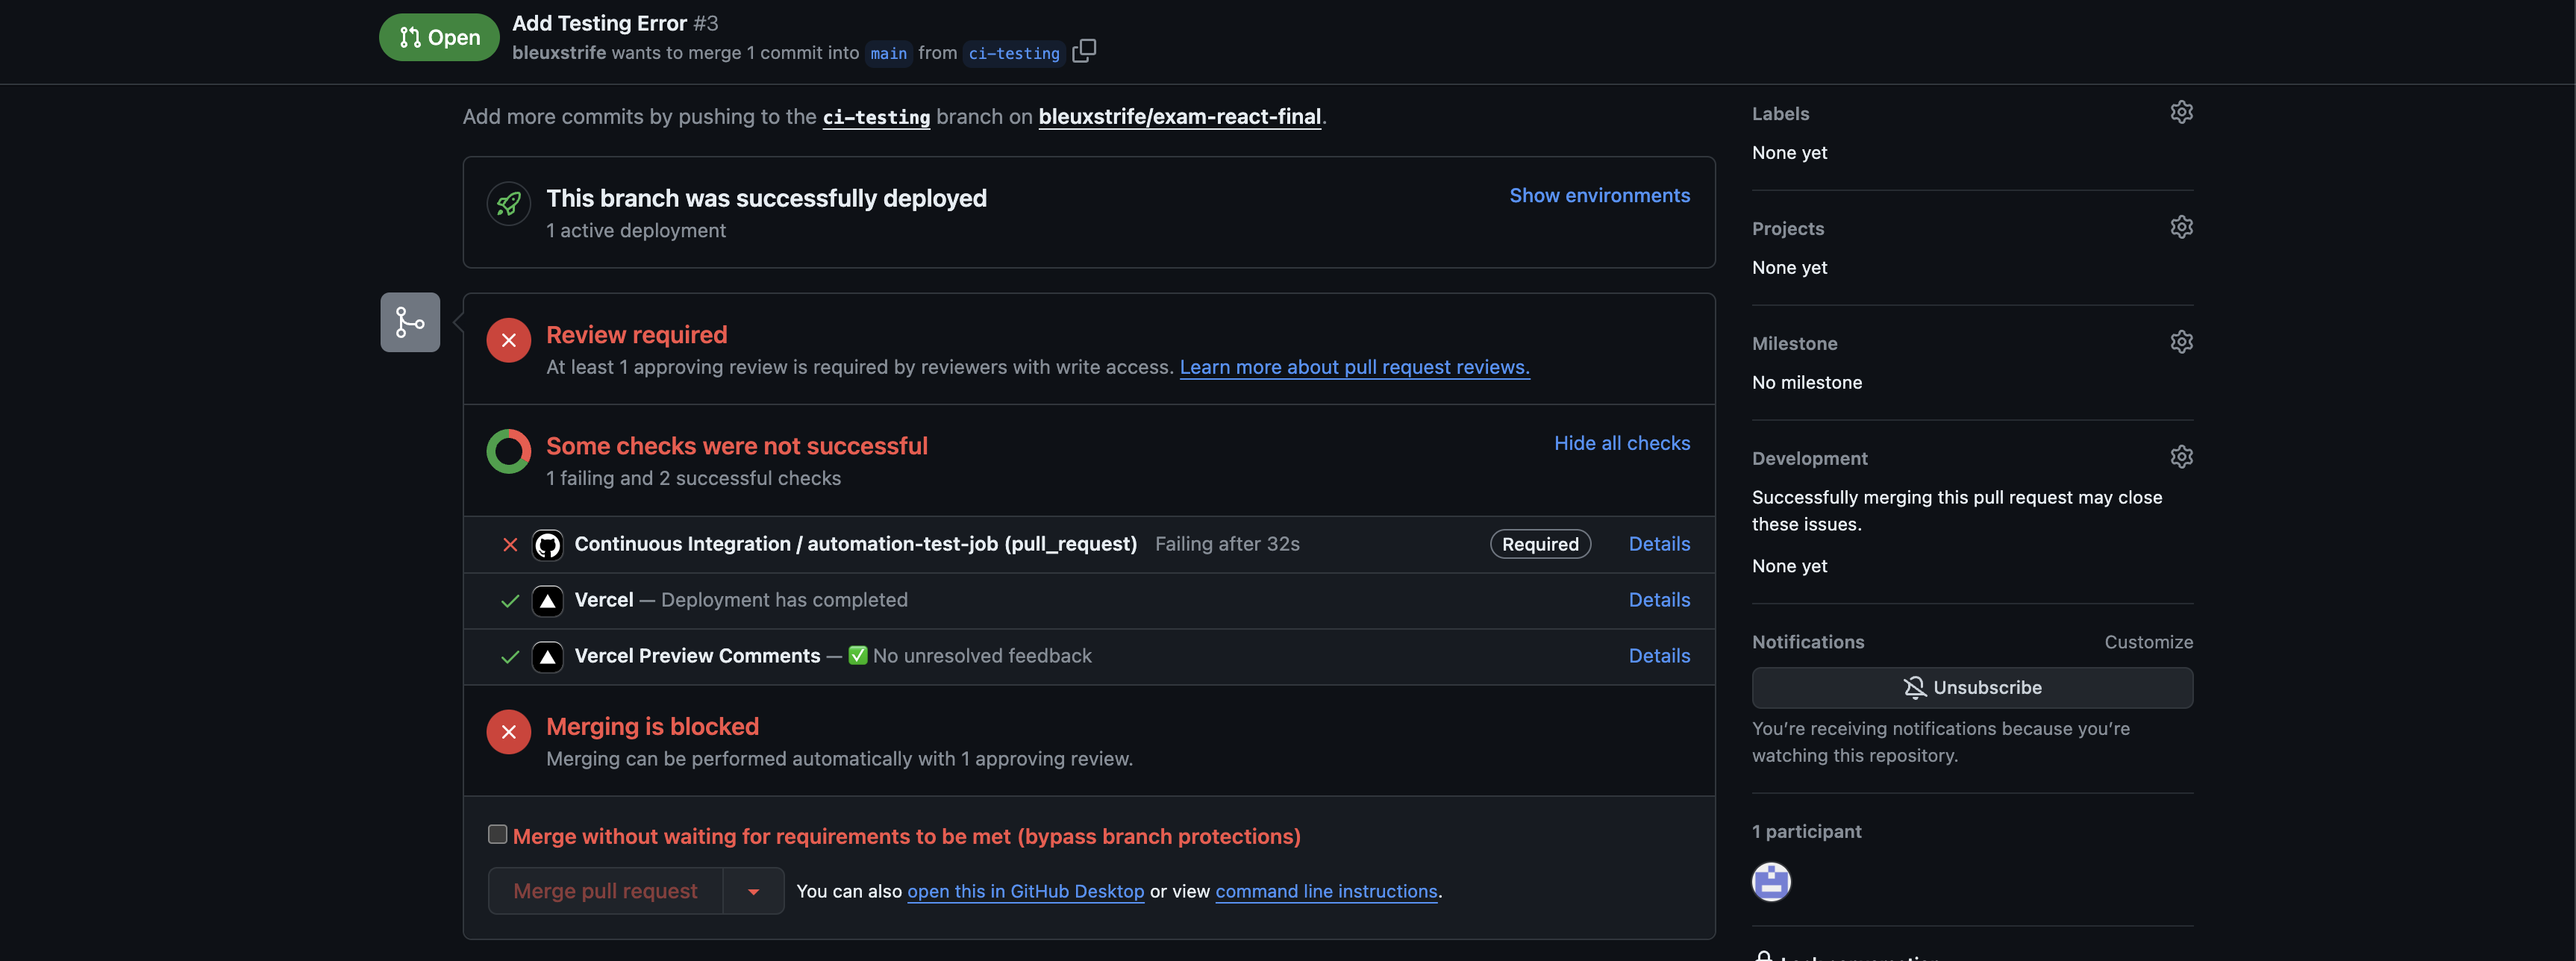 Open
Add Testing Error #3
bleuxstrife wants to merge 1 commit into main from ci-testing
Add more commits by pushing to the ci-testing branch on bleuxstrife/exam-react-final.
This branch was successfully deployed
1 active deployment
Show environments
Review required
At least 1 approving review is required by reviewers with write access. Learn more about pull request reviews.
Some checks were not successful
1 failing and 2 successful checks
Hide all checks
Continuous Integration / automation-test-job (pull_request) Failing after 32s Required Details
Vercel — Deployment has completed Details
Vercel Preview Comments — ✅ No unresolved feedback Details
Merging is blocked
Merging can be performed automatically with 1 approving review.
Merge without waiting for requirements to be met (bypass branch protections)
Merge pull request
You can also open this in GitHub Desktop or view command line instructions.
Labels
None yet
Projects
None yet
Milestone
No milestone
Development
Successfully merging this pull request may close
these issues.
None yet
Notifications Customize
Unsubscribe
You’re receiving notifications because you’re
watching this repository.
1 participant